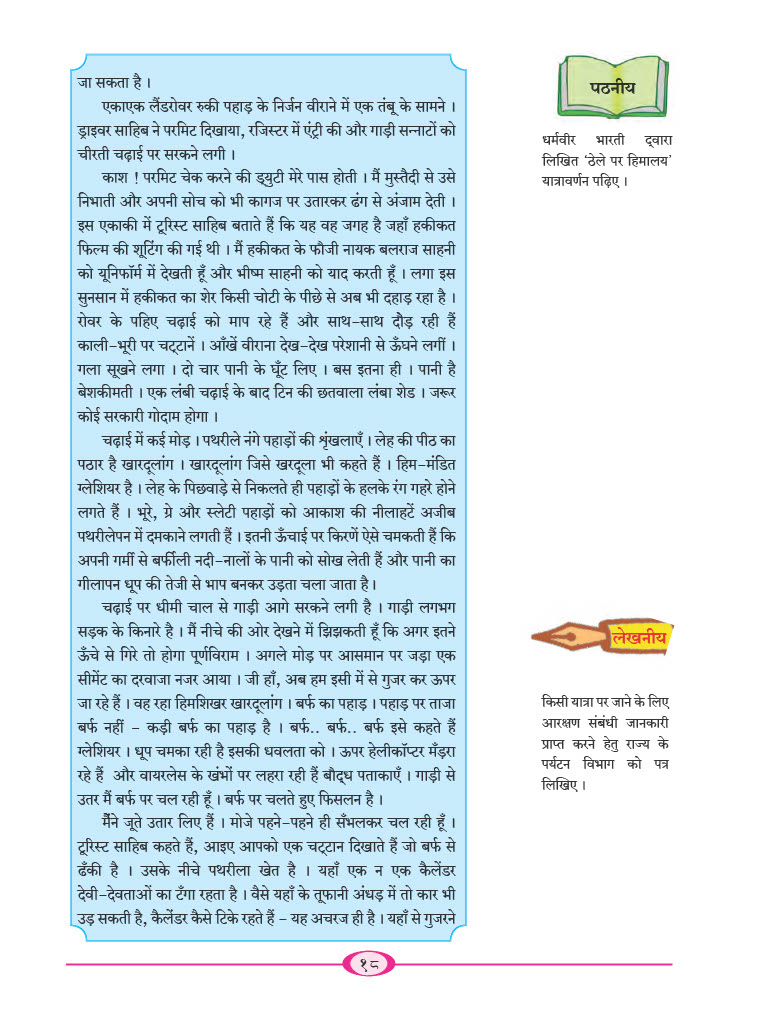 जा सकता है ।
एकाएक लैंडरोवर रुकी पहाड़ के निर्जन वीराने में एक तंबू के सामने ।
ड्राइवर साहिब ने परमिट दिखाया, रजिस्टर में एंट्री की और गाड़ी सन्नाटों को
चीरती चढ़ाई पर सरकने लगी ।
काश ! परमिट चेक करने की ड्युटी मेरे पास होती । मैं मुस्तैदी से उसे
निभाती और अपनी सोच को भी कागज पर उतारकर ढंग से अंजाम देती ।
इस एकाकी में टूरिस्ट साहिब बताते हैं कि यह वह जगह है जहाँ हकीकत
फिल्म की शूटिंग की गई थी । मैं हकीकत के फौजी नायक बलराज साहनी
को यूनिफॉर्म में देखती हूँ और भीष्म साहनी को याद करती हूँ । लगा इस
सुनसान में हकीकत का शेर किसी चोटी के पीछे से अब भी दहाड़ रहा है ।
रोवर के पहिए चढ़ाई को माप रहे हैं और साथ-साथ दौड़ रही हैं
काली-भूरी पर चट्टानें । आँखें वीराना देख-देख परेशानी से ऊँघने लगीं ।
गला सूखने लगा । दो चार पानी के घूँट लिए । बस इतना ही । पानी है
बेशकीमती । एक लंबी चढ़ाई के बाद टिन की छतवाला लंबा शेड । जरूर
कोई सरकारी गोदाम होगा ।
चढ़ाई में कई मोड़ । पथरीले नंगे पहाड़ों की शृंखलाएँ । लेह की पीठ का
पठार है खारदूलांग । खारदूलांग जिसे खरदूला भी कहते हैं । हिम-मंडित
ग्लेशियर है । लेह के पिछवाड़े से निकलते ही पहाड़ों के हलके रंग गहरे होने
लगते हैं । भूरे, ग्रे और स्लेटी पहाड़ों को आकाश की नीलाहटें अजीब
पथरीलेपन में दमकाने लगती हैं । इतनी ऊँचाई पर किरणें ऐसे चमकती हैं कि
अपनी गर्मी से बर्फीली नदी-नालों के पानी को सोख लेती हैं और पानी का
गीलापन धूप की तेजी से भाप बनकर उड़ता चला जाता है ।
चढ़ाई पर धीमी चाल से गाड़ी आगे सरकने लगी है । गाड़ी लगभग
सड़क के किनारे है । मैं नीचे की ओर देखने में झिझकती हूँ कि अगर इतने
ऊँचे से गिरे तो होगा पूर्णविराम । अगले मोड़ पर आसमान पर जड़ा एक
सीमेंट का दरवाजा नजर आया । जी हाँ, अब हम इसी में से गुजर कर ऊपर
जा रहे हैं । वह रहा हिमशिखर खारदूलांग । बर्फ का पहाड़ । पहाड़ पर ताजा
बर्फ नहीं - कड़ी बर्फ का पहाड़ है । बर्फ.. बर्फ.. बर्फ इसे कहते हैं
ग्लेशियर । धूप चमका रही है इसकी धवलता को । ऊपर हेलीकॉप्टर मँड़रा
रहे हैं और वायरलेस के खंभों पर लहरा रही हैं बौद्ध पताकाएँ । गाड़ी से
उतर मैं बर्फ पर चल रही हूँ । बर्फ पर चलते हुए फिसलन है ।
मैंने जूते उतार लिए हैं । मोजे पहने-पहने ही सँभलकर चल रही हूँ ।
टूरिस्ट साहिब कहते हैं, आइए आपको एक चट्टान दिखाते हैं जो बर्फ से
ढँकी है । उसके नीचे पथरीला खेत है । यहाँ एक न एक कैलेंडर
देवी-देवताओं का टँगा रहता है । वैसे यहाँ के तूफानी अंधड़ में तो कार भी
उड़ सकती है, कैलेंडर कैसे टिके रहते हैं - यह अचरज ही है । यहाँ से गुजरने
पठनीय
धर्मवीर भारती द्वारा
लिखित ‘ठेले पर हिमालय’
यात्रावर्णन पढ़िए ।
लेखनीय
किसी यात्रा पर जाने के लिए
आरक्षण संबंधी जानकारी
प्राप्त करने हेतु राज्य के
पर्यटन विभाग को पत्र
लिखिए ।
१८